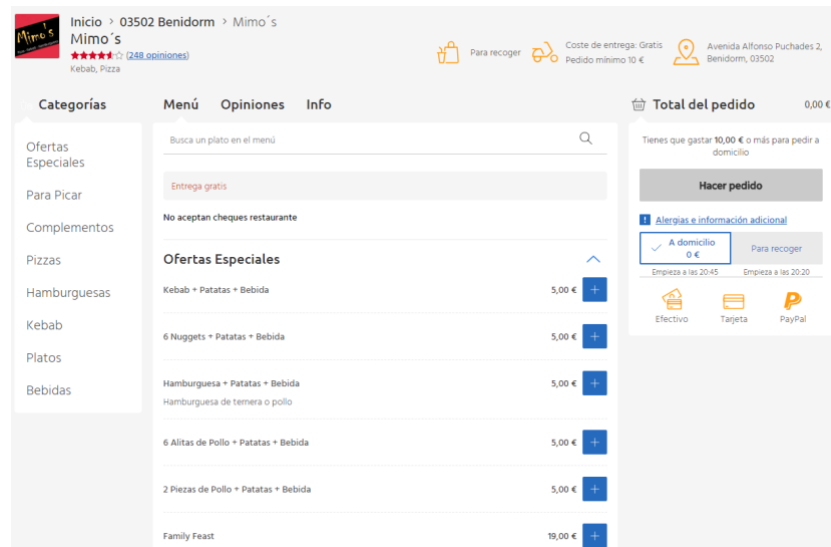 Mimo's
Inicio > 03502 Benidorm > Mimo´s
Mimo´s
(248 opiniones)
Kebab, Pizza
Para recoger
Coste de entrega: Gratis
Pedido mínimo 10 €
Avenida Alfonso Puchades 2,
Benidorm, 03502
Categorías
Ofertas
Especiales
Para Picar
Complementos
Pizzas
Hamburguesas
Kebab
Platos
Bebidas
Menú Opiniones Info
Busca un plato en el menú
Entrega gratis
No aceptan cheques restaurante
Ofertas Especiales
Kebab + Patatas + Bebida 5,00 € +
6 Nuggets + Patatas + Bebida 5,00 € +
Hamburguesa + Patatas + Bebida 5,00 € +
Hamburguesa de ternera o pollo
6 Alitas de Pollo + Patatas + Bebida 5,00 € +
2 Piezas de Pollo + Patatas + Bebida 5,00 € +
Family Feast 19,00 € +
Total del pedido 0,00 €
Tienes que gastar 10,00 € o más para pedir a
domicilio
Hacer pedido
! Alergias e información adicional
A domicilio
0 €
Para recoger
Empieza a las 20:45 Empieza a las 20:20
Efectivo Tarjeta PayPal